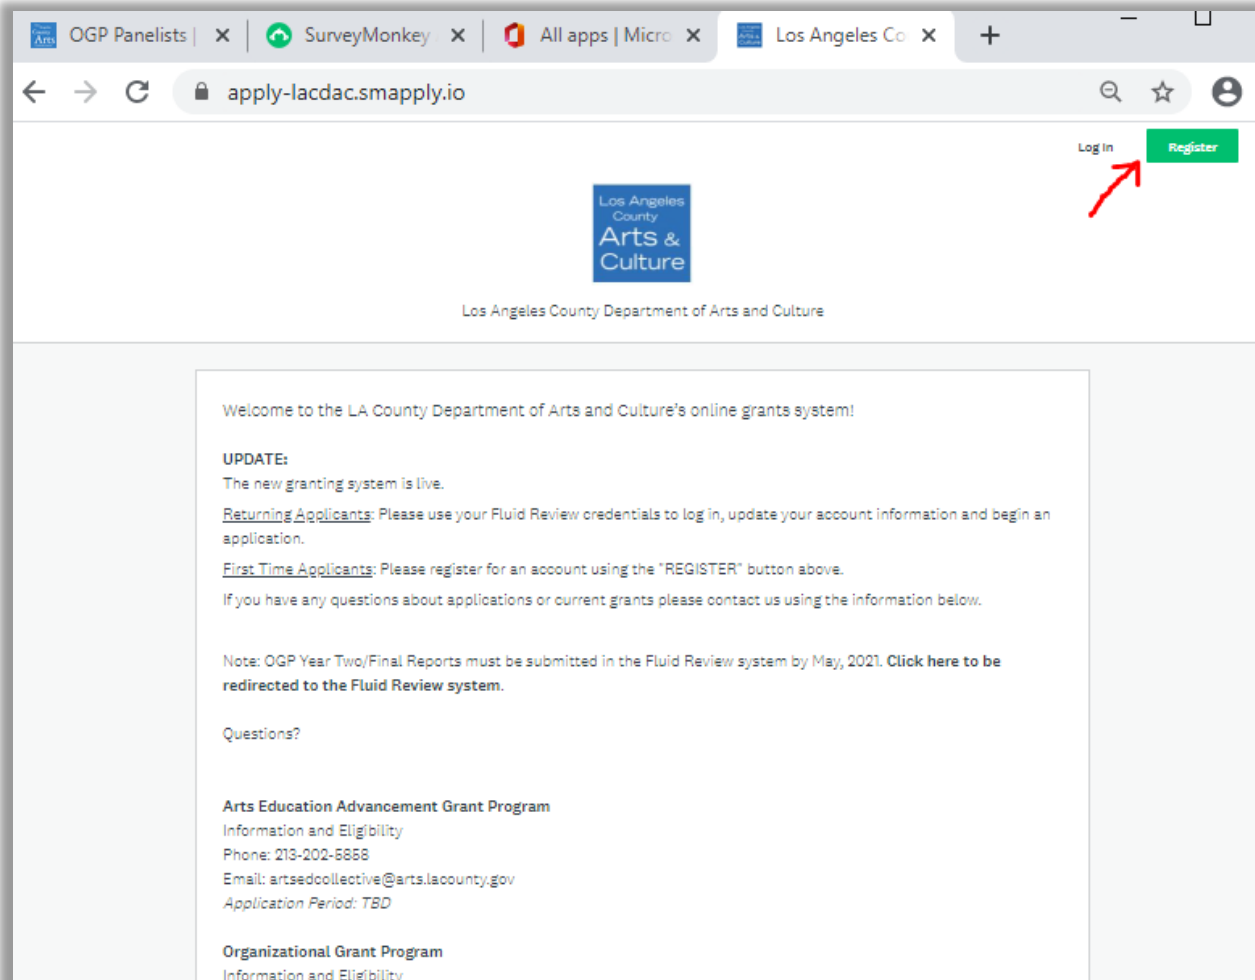 OGP Panelists |
SurveyMonkey
All apps | Micro
Los Angeles Co
apply-lacdac.smapply.io
Log In
Register
Los Angeles
County
Arts &
Culture
Los Angeles County Department of Arts and Culture
Welcome to the LA County Department of Arts and Culture's online grants system!
UPDATE:
The new granting system is live.
Returning Applicants: Please use your Fluid Review credentials to log in, update your account information and begin an
application.
First Time Applicants: Please register for an account using the "REGISTER" button above.
If you have any questions about applications or current grants please contact us using the information below.
Note: OGP Year Two/Final Reports must be submitted in the Fluid Review system by May, 2021. Click here to be
redirected to the Fluid Review system.
Questions?
Arts Education Advancement Grant Program
Information and Eligibility
Phone: 213-202-5858
Email: artsedcollective@arts.lacounty.gov
Application Period: TBD
Organizational Grant Program
Information and Eligibility